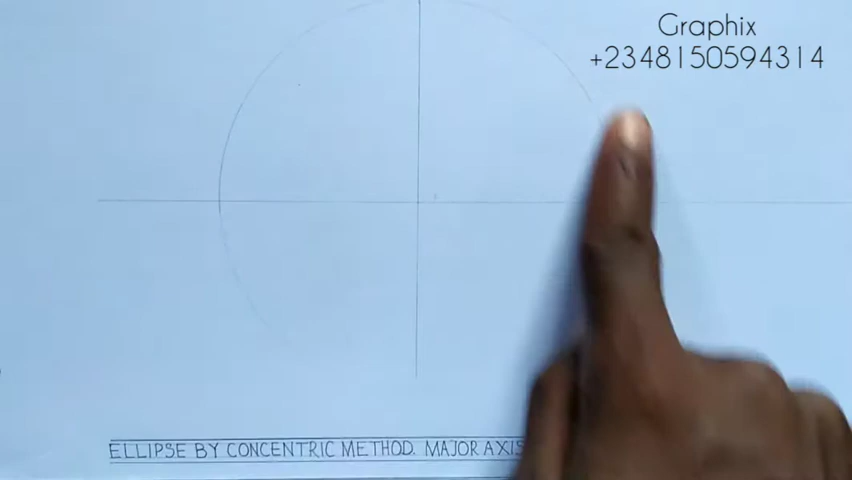 Graphix
+2348150594314
ELLIPSE BY CONCENTRIC METHOD. MAJOR AXIS